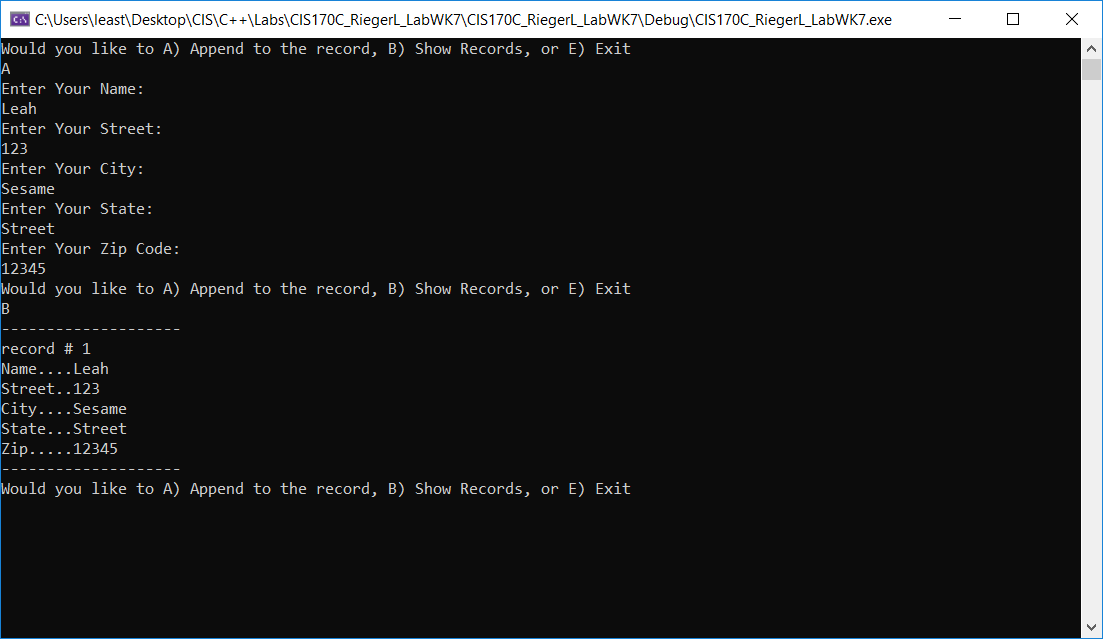 C:\Users\least\Desktop\CIS\C++\Labs\CIS170C_RiegerL_LabWK7\CIS170C_RiegerL_LabWK7\Debug\CIS170C_RiegerL_LabWK7.exe
Would you like to A) Append to the record, B) Show Records, or E) Exit
A
Enter Your Name:
Leah
Enter Your Street:
123
Enter Your City:
Sesame
Enter Your State:
Street
Enter Your Zip Code:
12345
Would you like to A) Append to the record, B) Show Records, or E) Exit
B
--------------------
record # 1
Name....Leah
Street..123
City....Sesame
State...Street
Zip.....12345
--------------------
Would you like to A) Append to the record, B) Show Records, or E) Exit